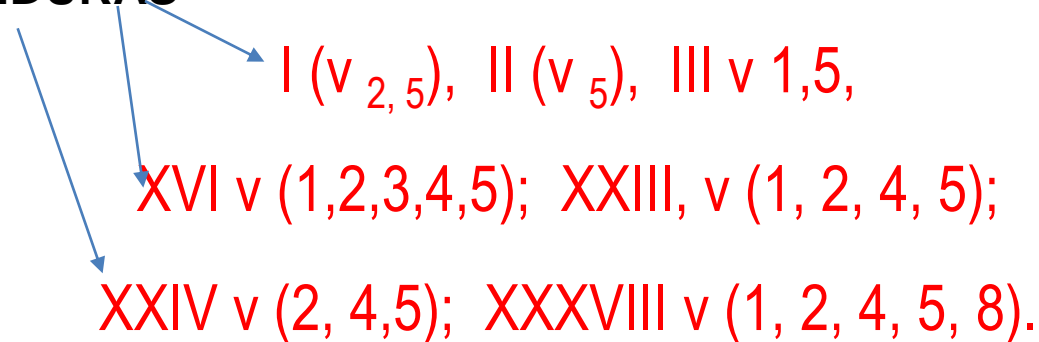 I (v 2, 5), II (v 5), III v 1,5,
XVI v (1,2,3,4,5); XXIII, v (1, 2, 4, 5);
XXIV v (2, 4,5); XXXVIII v (1, 2, 4, 5, 8).